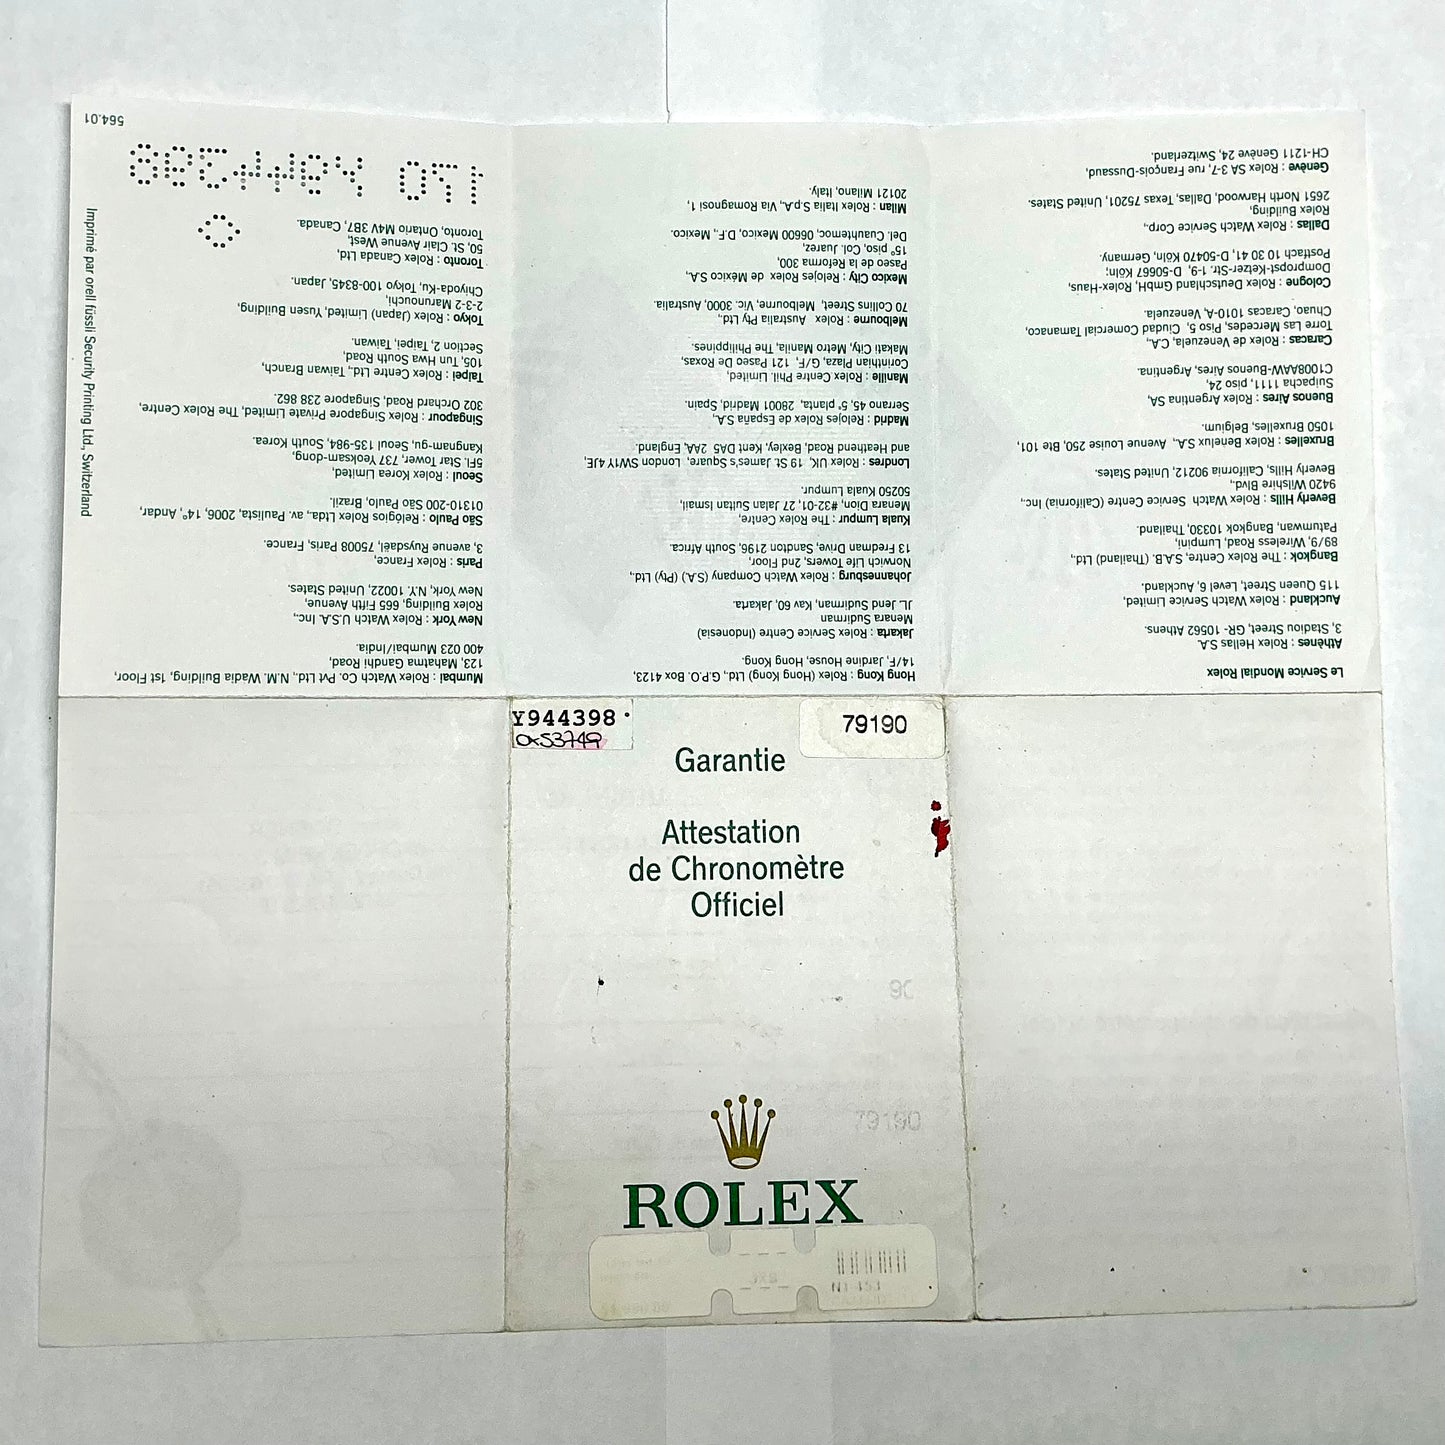 Le Service Mondial Rolex
Athènes : Rolex Hellas S.A.
3, Stadiou Street, GR- 10562 Athens.
Auckland : Rolex Watch Service Limited,
115 Queen Street, Level 6, Auckland.
Bangkok : The Rolex Centre, S.A.B. (Thailand) Ltd.,
89/9, Wireless Road, Lumpini,
Patumwan, Bangkok 10330, Thailand.
Beverly Hills : Rolex Watch Service Centre (California) Inc.,
9420 Wilshire Blvd.,
Beverly Hills, California 90212, United States.
Bruxelles : Rolex Benelux S.A., Avenue Louise 250, Bte 101,
1050 Bruxelles, Belgium.
Buenos Aires : Rolex Argentina SA,
Suipacha 1111, piso 24,
C1008AAW-Buenos Aires, Argentina.
Caracas : Rolex de Venezuela, C.A.,
Torre Las Mercedes, Piso 5, Ciudad Comercial Tamanaco,
Chuao, Caracas 1010-A, Venezuela.
Cologne : Rolex Deutschland GmbH, Rolex-Haus,
Dompropst-Ketzer-Str. 1-9, D-50667 Köln;
Postfach 10 30 41, D-50470 Köln, Germany.
Dallas : Rolex Watch Service Corp.,
Rolex Building,
2651 North Harwood, Dallas, Texas 75201, United States.
Genève : Rolex SA 3-7, rue François-Dussaud,
CH-1211 Genève 24, Switzerland.
Hong Kong : Rolex (Hong Kong) Ltd., G.P.O. Box 4123,
14/F, Jardine House, Hong Kong.
Jakarta : Rolex Service Centre (Indonesia)
Menara Sudirman
JL. Jend Sudirman, Kav 60, Jakarta.
Johannesburg : Rolex Watch Company (S.A.) (Pty) Ltd.,
Norwich Life Towers, 2nd Floor,
13 Fredman Drive, Sandton 2196, South Africa.
Kuala Lumpur : The Rolex Centre,
Menara Dion, #32-01, 27 Jalan Sultan Ismail,
50250 Kuala Lumpur.
Londres : Rolex UK, 19 St. James's Square, London SW1Y 4JE,
and Heathend Road, Bexley, Kent DA5 2AA, England.
Madrid : Relojes Rolex de España S.A.,
Serrano 45, 5ª planta, 28001 Madrid, Spain.
Manille : Rolex Centre Phil. Limited,
Corinthian Plaza, G/F, 121 Paseo De Roxas,
Makati City, Metro Manila, The Philippines.
Melbourne : Rolex Australia Pty Ltd.,
70 Collins Street, Melbourne, Vic. 3000, Australia.
Mexico City : Relojes Rolex de México S.A.,
Paseo de la Reforma 300,
15° piso, Col. Juarez,
Del. Cuauhtemoc, 06600 Mexico, D.F., Mexico.
Milan : Rolex Italia S.p.A., Via Romagnosi 1,
20121 Milano, Italy.
Mumbai : Rolex Watch Co. Pvt Ltd., N.M. Wadia Building, 1st Floor,
123, Mahatma Gandhi Road,
400 023 Mumbai/India.
New York : Rolex Watch U.S.A. Inc.,
Rolex Building, 665 Fifth Avenue,
New York, N.Y. 10022, United States.
Paris : Rolex France,
3, avenue Ruysdaël, 75008 Paris, France.
São Paulo : Relógios Rolex Ltda., av. Paulista, 2006, 14º, Andar,
01310-200 São Paulo, Brazil.
Seoul : Rolex Korea Limited,
5Fl. Star Tower, 737 Yeoksam-dong,
Kangnam-gu, Seoul 135-984, South Korea.
Singapour : Rolex Singapore Private Limited, The Rolex Centre,
302 Orchard Road, Singapore 238 862.
Taipei : Rolex Centre Ltd., Taiwan Branch,
105, Tun Hwa South Road,
Section 2, Taipei, Taiwan.
Tokyo : Rolex (Japan) Limited, Yusen Building,
2-3-2 Marunouchi,
Chiyoda-Ku, Tokyo 100-8345, Japan.
Toronto : Rolex Canada Ltd,
50, St. Clair Avenue West,
Toronto, Ontario M4V 3B7, Canada.
170 Y944398
564.01
Imprimé par orell füssli Security Printing Ltd., Switzerland
Y944398
79190
Garantie
Attestation
de Chronomètre
Officiel
79190
ROLEX